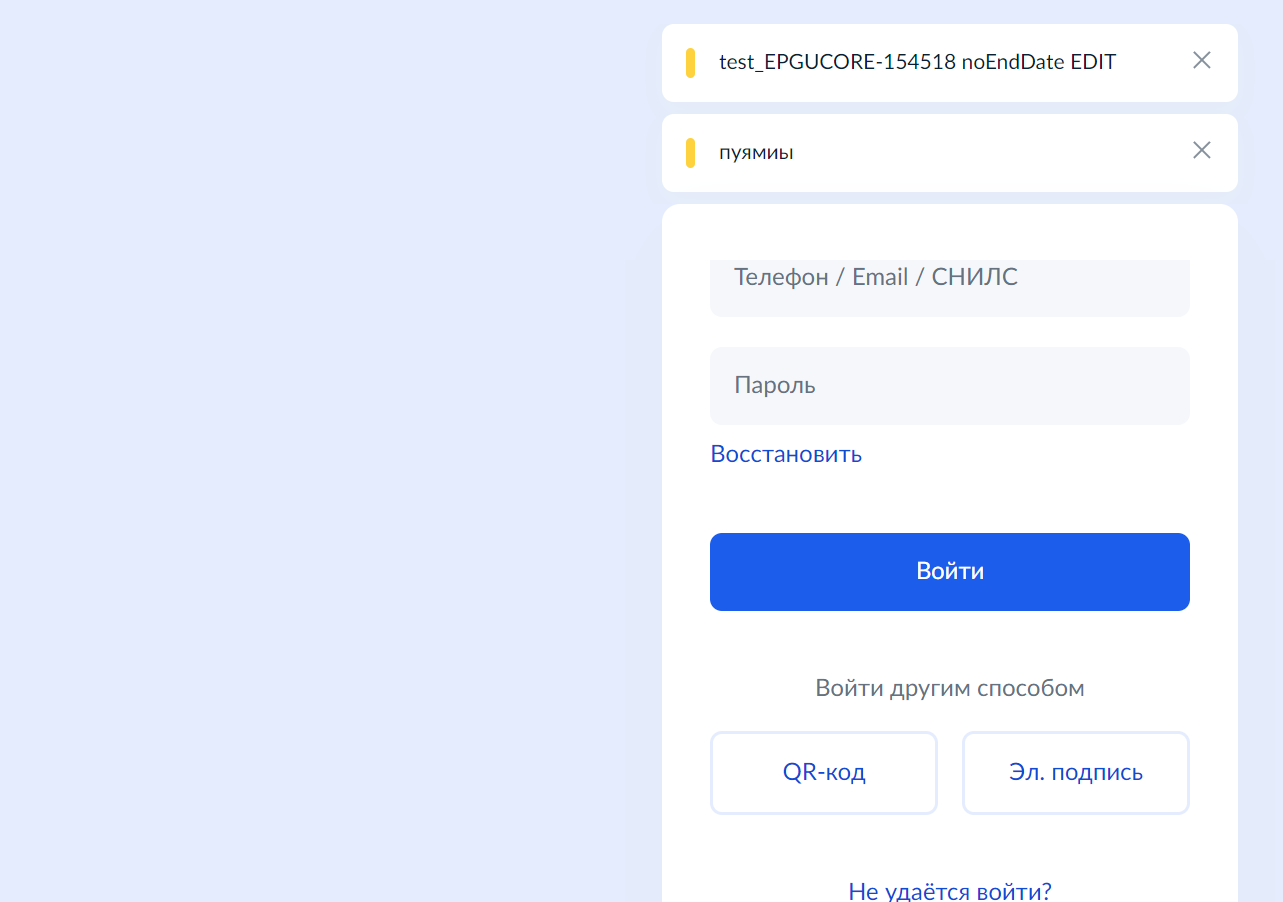 test_EPGUCORE-154518 noEndDate EDIT
пуямиы
Телефон / Email / СНИЛС
Пароль
Восстановить
Войти
Войти другим способом
QR-код
Эл. подпись
Не удаётся войти?